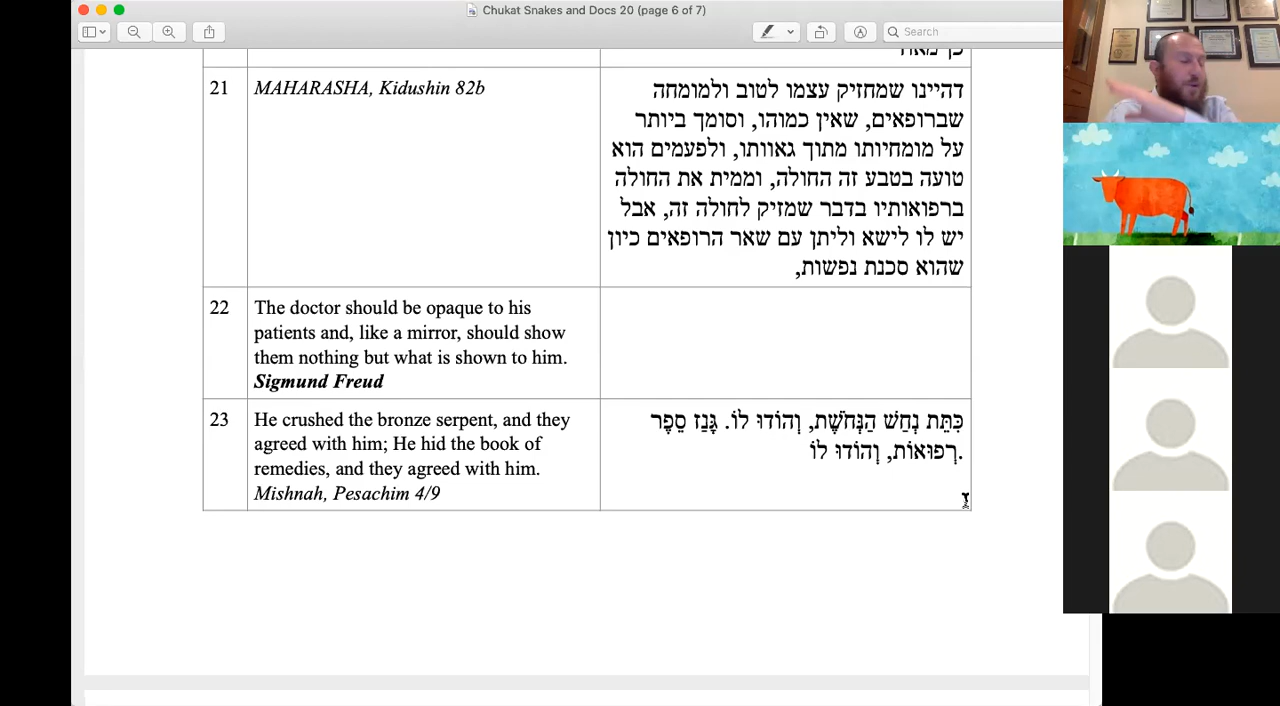 Chukat Snakes and Docs 20 (page 6 of 7)
Search
כן מאה
21
MAHARASHA, Kidushin 82b
דהיינו שמחזיק עצמו לטוב ולמומחה
שברופאים, שאין כמוהו, וסומך ביותר
על מומחיותו מתוך גאוותו, ולפעמים הוא
טועה בטבע זה החולה, וממית את החולה
ברפואותיו בדבר שמזיק לחולה זה, אבל
יש לו לישא וליתן עם שאר הרופאים כיון
שהוא סכנת נפשות,
22
The doctor should be opaque to his
patients and, like a mirror, should show
them nothing but what is shown to him.
Sigmund Freud
23
He crushed the bronze serpent, and they
agreed with him; He hid the book of
remedies, and they agreed with him.
Mishnah, Pesachim 4/9
כִּתֵּת נְחַשׁ הַנְּחֹשֶׁת, וְהוֹדוּ לוֹ. גָּנַז סֵפֶר
רְפוּאוֹת, וְהוֹדוּ לוֹ.